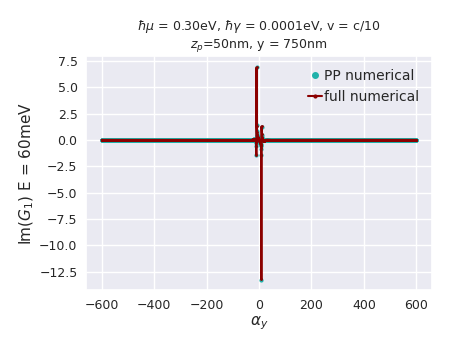 ℏμ = 0.30eV, ℏγ = 0.0001eV, v = c/10
z_p=50nm, y = 750nm
7.5
5.0
2.5
0.0
−2.5
−5.0
−7.5
−10.0
−12.5
Im(G₁) E = 60meV
PP numerical
full numerical
−600
−400
−200
0
200
400
600
α_y